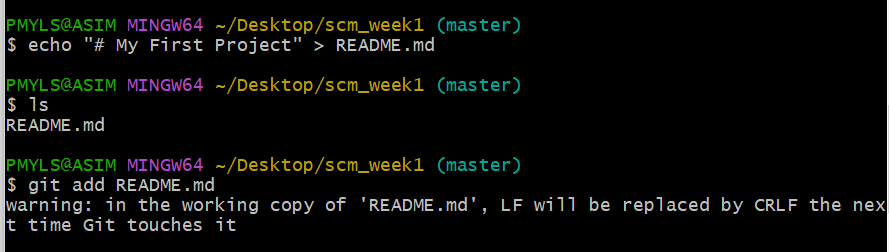 PMYLS@ASIM MINGW64 ~/Desktop/scm_week1 (master)
$ echo "# My First Project" > README.md
PMYLS@ASIM MINGW64 ~/Desktop/scm_week1 (master)
$ ls
README.md
PMYLS@ASIM MINGW64 ~/Desktop/scm_week1 (master)
$ git add README.md
warning: in the working copy of 'README.md', LF will be replaced by CRLF the nex
t time Git touches it